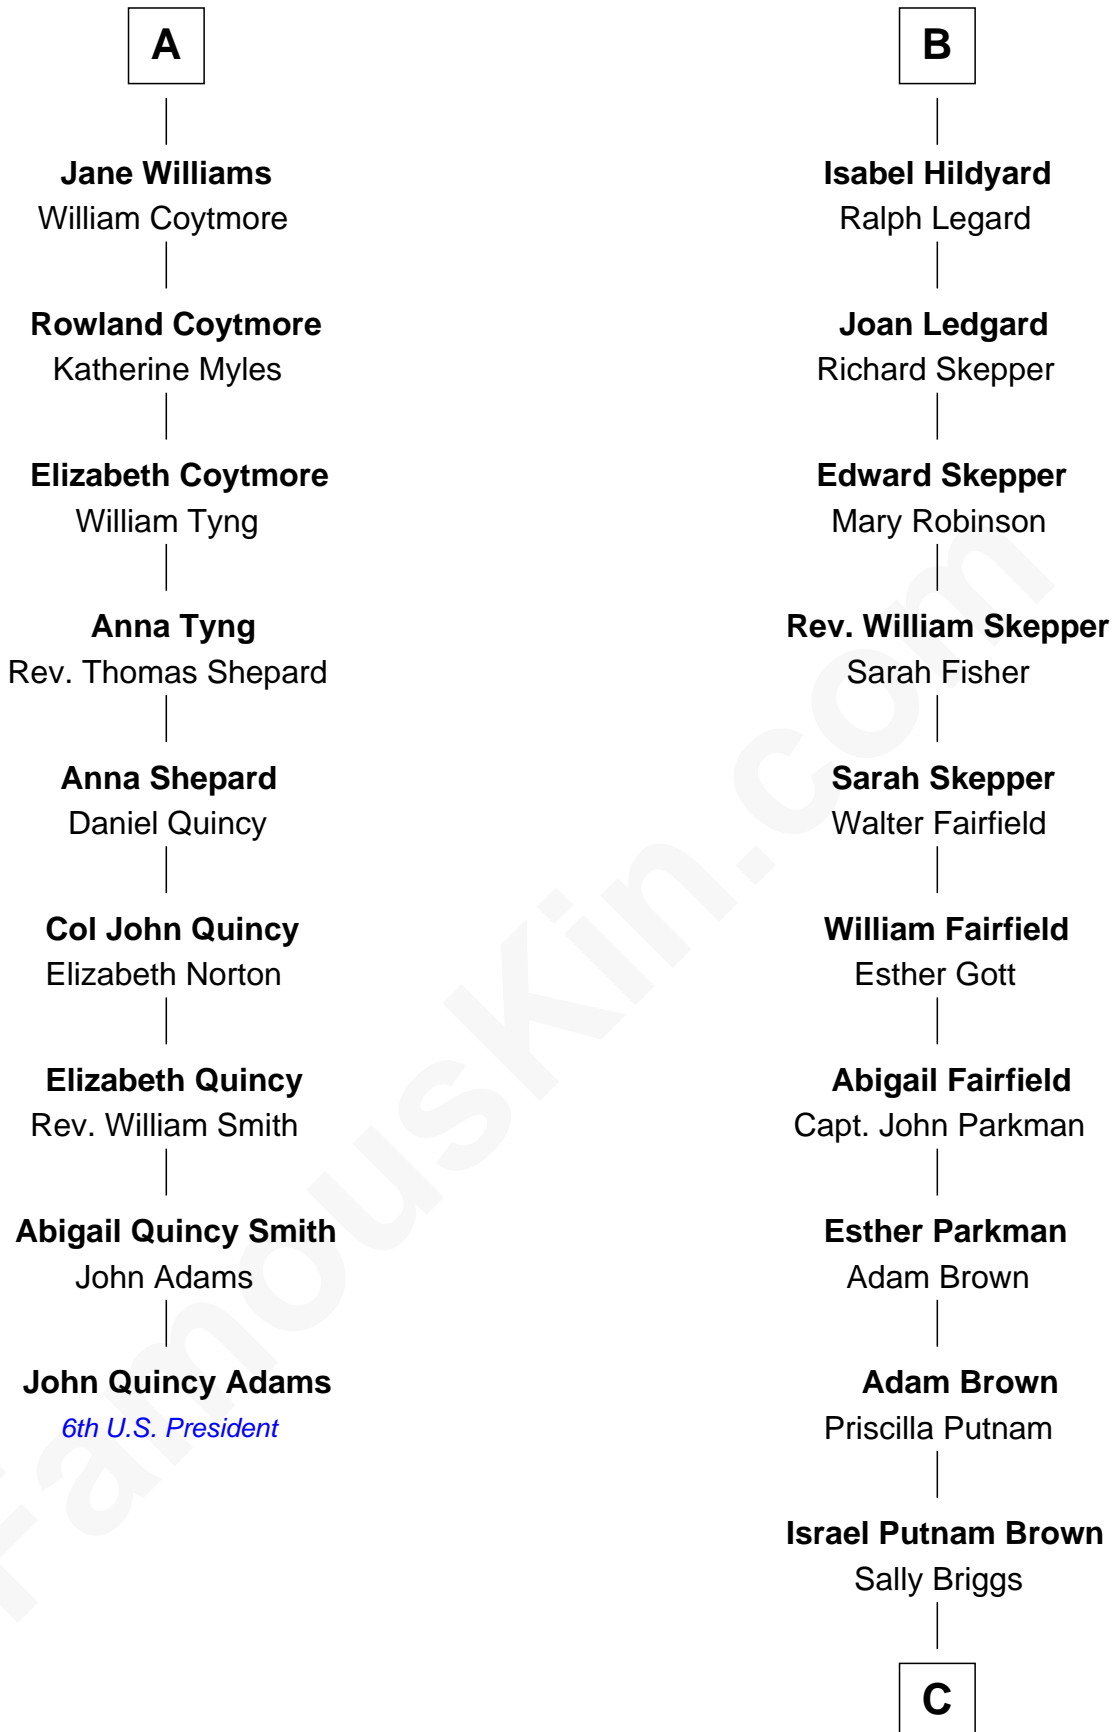 A
Jane Williams
William Coytmore
Rowland Coytmore
Katherine Myles
Elizabeth Coytmore
William Tyng
Anna Tyng
Rev. Thomas Shepard
Anna Shepard
Daniel Quincy
Col John Quincy
Elizabeth Norton
Elizabeth Quincy
Rev. William Smith
Abigail Quincy Smith
John Adams
John Quincy Adams
6th U.S. President
B
Isabel Hildyard
Ralph Legard
Joan Ledgard
Richard Skepper
Edward Skepper
Mary Robinson
Rev. William Skepper
Sarah Fisher
Sarah Skepper
Walter Fairfield
William Fairfield
Esther Gott
Abigail Fairfield
Capt. John Parkman
Esther Parkman
Adam Brown
Adam Brown
Priscilla Putnam
Israel Putnam Brown
Sally Briggs
C
FamousKin.com